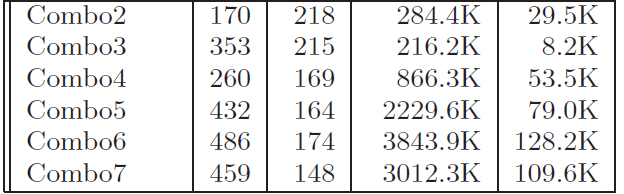 Combo2 170 218 284.4K 29.5K
Combo3 353 215 216.2K 8.2K
Combo4 260 169 866.3K 53.5K
Combo5 432 164 2229.6K 79.0K
Combo6 486 174 3843.9K 128.2K
Combo7 459 148 3012.3K 109.6K